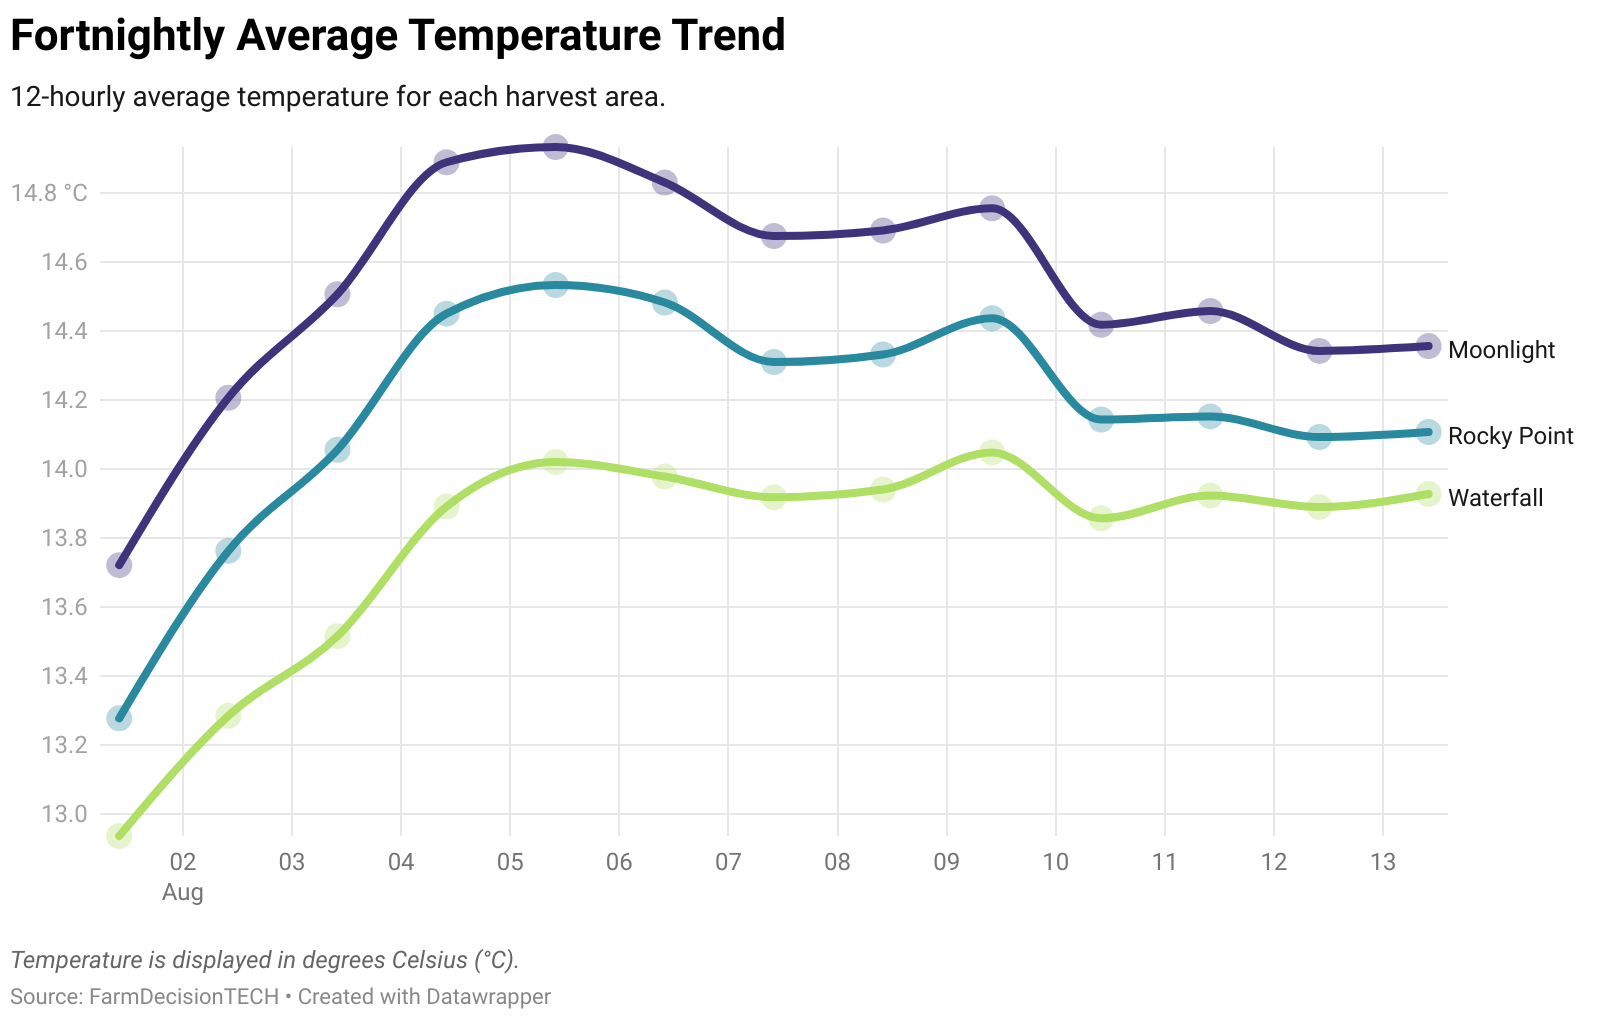 Fortnightly Average Temperature Trend
12-hourly average temperature for each harvest area.
14.8 °C
14.6
14.4
14.2
14.0
13.8
13.6
13.4
13.2
13.0
Moonlight
Rocky Point
Waterfall
02 03 04 05 06 07 08 09 10 11 12 13
Aug
Temperature is displayed in degrees Celsius (°C).
Source: FarmDecisionTECH • Created with Datawrapper